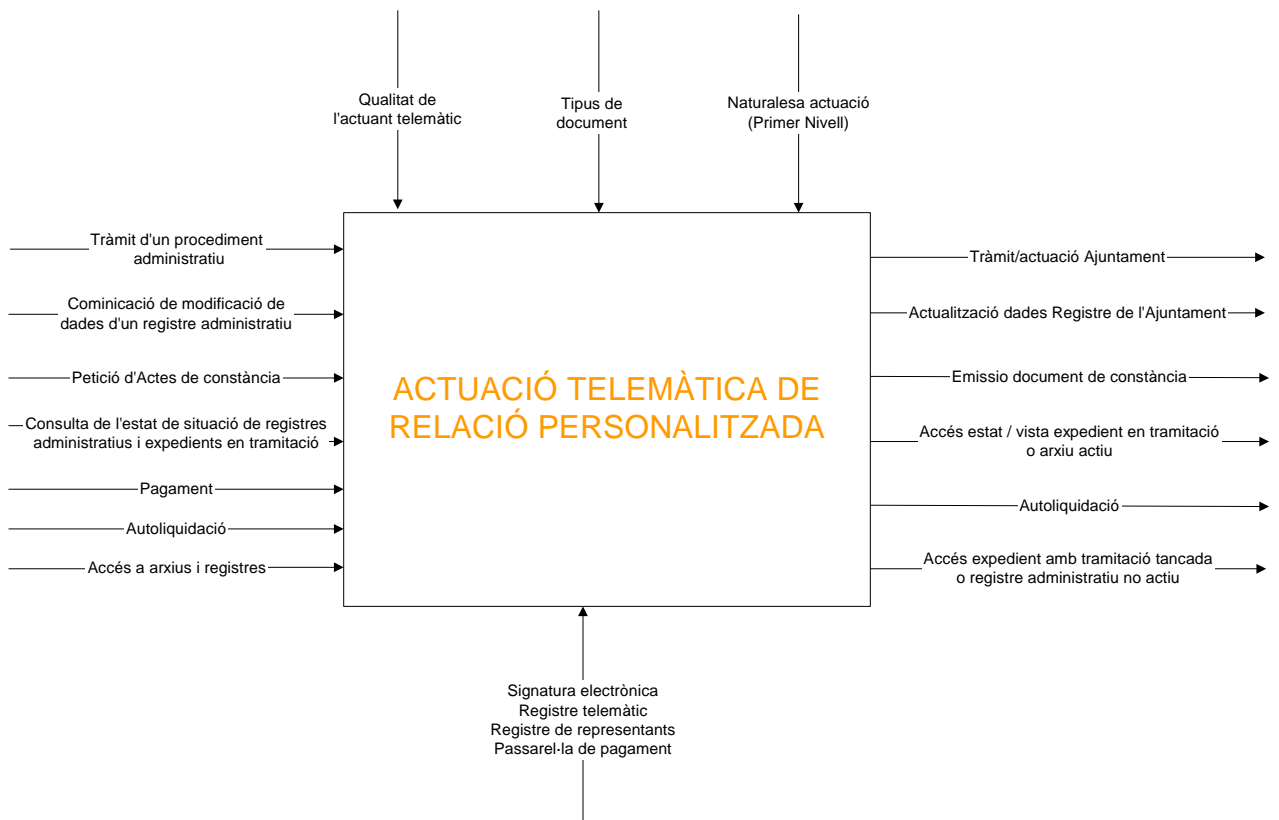 Qualitat de
l'actuant telemàtic
Tipus de
document
Naturalesa actuació
(Primer Nivell)
Tràmit d'un procediment
administratiu
Cominicació de modificació de
dades d'un registre administratiu
Petició d'Actes de constància
Consulta de l'estat de situació de registres
administratius i expedients en tramitació
Pagament
Autoliquidació
Accés a arxius i registres
ACTUACIÓ TELEMÀTICA DE
RELACIÓ PERSONALITZADA
Tràmit/actuació Ajuntament
Actualització dades Registre de l'Ajuntament
Emissio document de constància
Accés estat / vista expedient en tramitació
o arxiu actiu
Autoliquidació
Accés expedient amb tramitació tancada
o registre administratiu no actiu
Signatura electrònica
Registre telemàtic
Registre de representants
Passarel·la de pagament